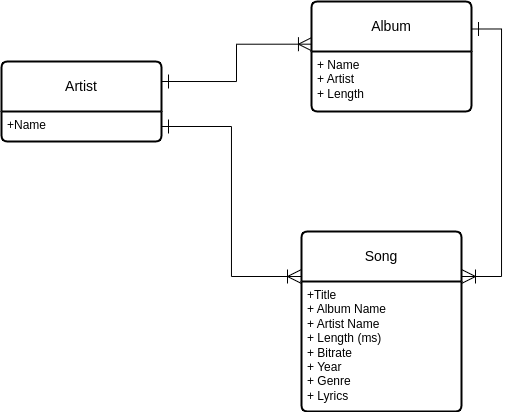 Album
+ Name
+ Artist
+ Length
Artist
+Name
Song
+Title
+ Album Name
+ Artist Name
+ Length (ms)
+ Bitrate
+ Year
+ Genre
+ Lyrics